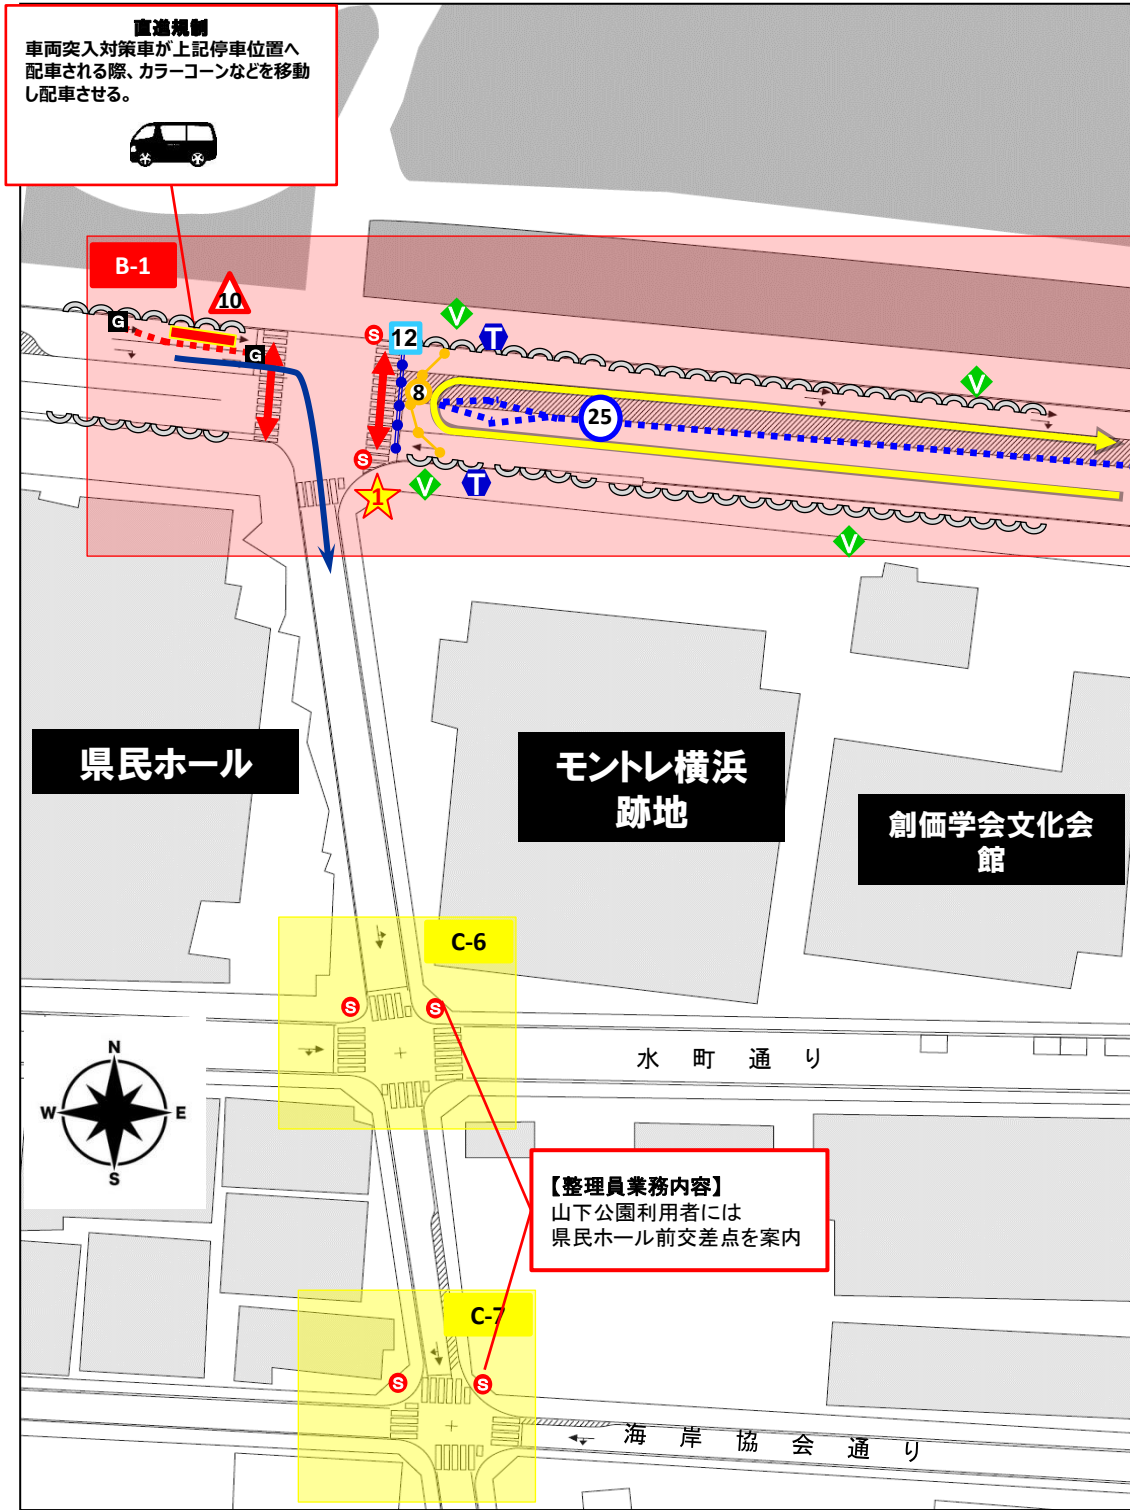 直進規制
車両突入対策車が上記停車位置へ
配車される際、カラーコーンなどを移動
し配車させる。
B-1
10
G
G
S
12
V
T
8
25
V
S
1
V
T
V
県民ホール
モントレ横浜
跡地
創価学会文化会
館
C-6
S
S
水町通り
N
W
E
S
【整理員業務内容】
山下公園利用者には
県民ホール前交差点を案内
C-7
S
S
海岸協会通り